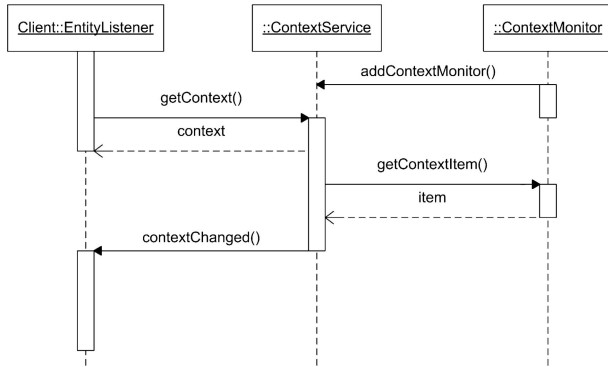 Client::EntityListener
::ContextService
::ContextMonitor
addContextMonitor()
getContext()
context
getContextItem()
item
contextChanged()